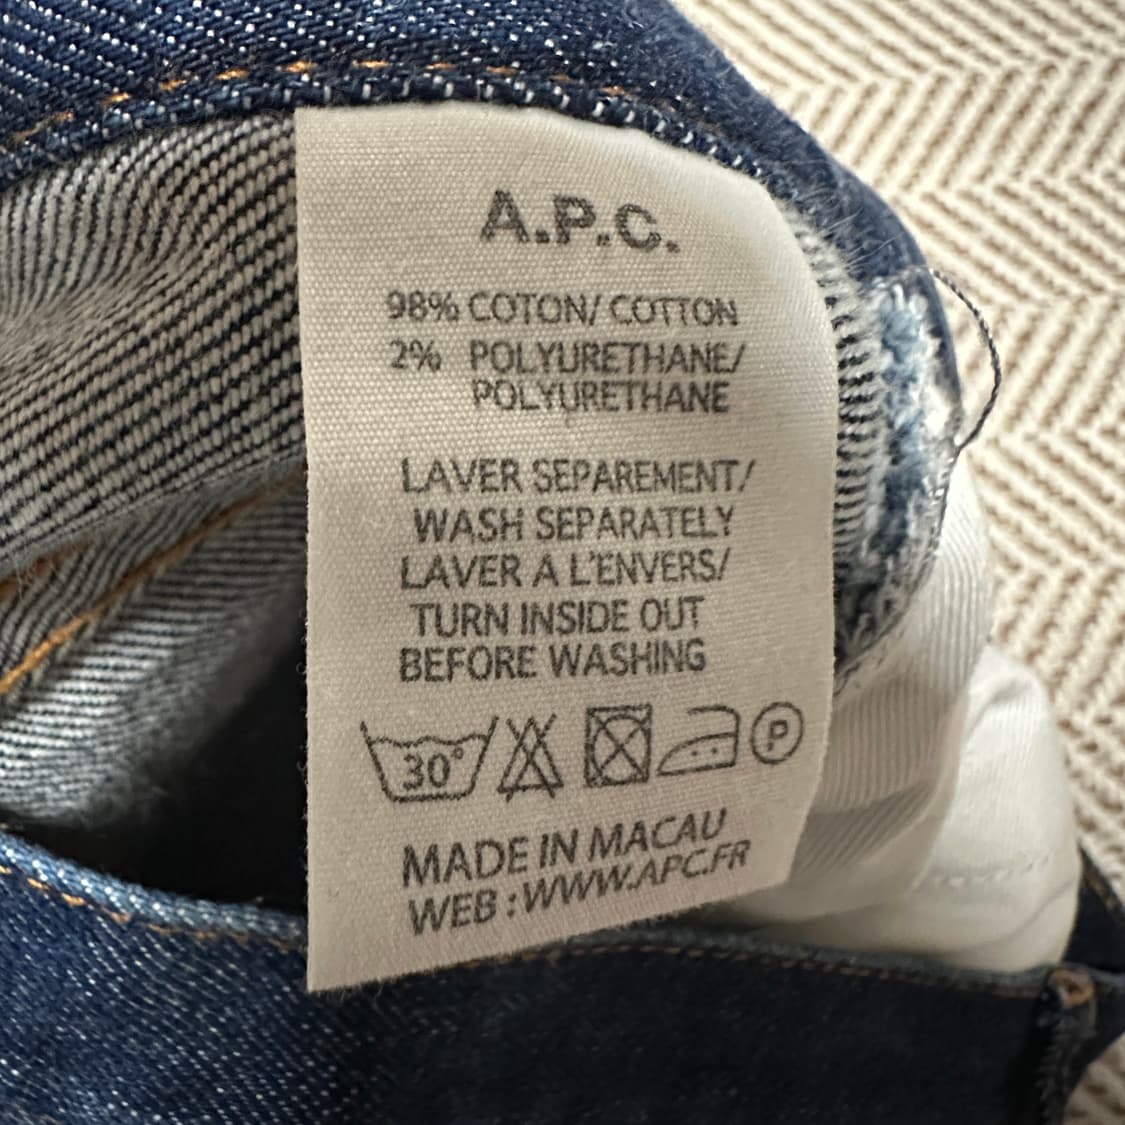 A.P.C.
98% COTON/ COTTON
2% POLYURETHANE/
POLYURETHANE
LAVER SEPAREMENT/
WASH SEPARATELY
LAVER A L'ENVERS/
TURN INSIDE OUT
BEFORE WASHING
30° P
MADE IN MACAU
WEB : WWW.APC.FR